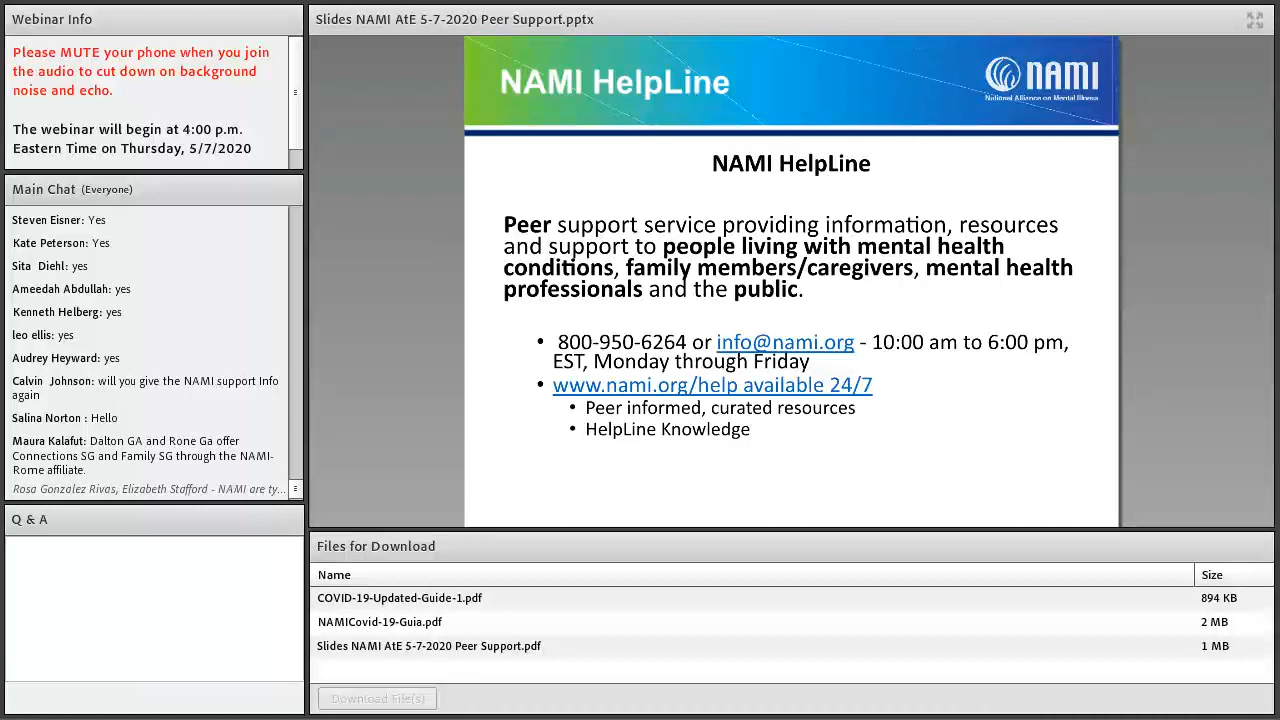 Webinar Info
Please MUTE your phone when you join
the audio to cut down on background
noise and echo.
The webinar will begin at 4:00 p.m.
Eastern Time on Thursday, 5/7/2020
Main Chat (Everyone)
Steven Eisner: Yes
Kate Peterson: Yes
Sita Diehl: yes
Ameedah Abdullah: yes
Kenneth Helberg: yes
leo ellis: yes
Audrey Heyward: yes
Calvin Johnson: will you give the NAMI support Info
again
Salina Norton : Hello
Maura Kalafut: Dalton GA and Rone Ga offer
Connections SG and Family SG through the NAMI-
Rome affiliate.
Rosa Gonzalez Rivas, Elizabeth Stafford - NAMI are ty...
Q & A
Slides NAMI AtE 5-7-2020 Peer Support.pptx
NAMI HelpLine
NAMI
National Alliance on Mental Illness
NAMI HelpLine
Peer support service providing information, resources
and support to people living with mental health
conditions, family members/caregivers, mental health
professionals and the public.
• 800-950-6264 or info@nami.org - 10:00 am to 6:00 pm,
EST, Monday through Friday
• www.nami.org/help available 24/7
• Peer informed, curated resources
• HelpLine Knowledge
Files for Download
Name Size
COVID-19-Updated-Guide-1.pdf 894 KB
NAMICovid-19-Guia.pdf 2 MB
Slides NAMI AtE 5-7-2020 Peer Support.pdf 1 MB
Download File(s)